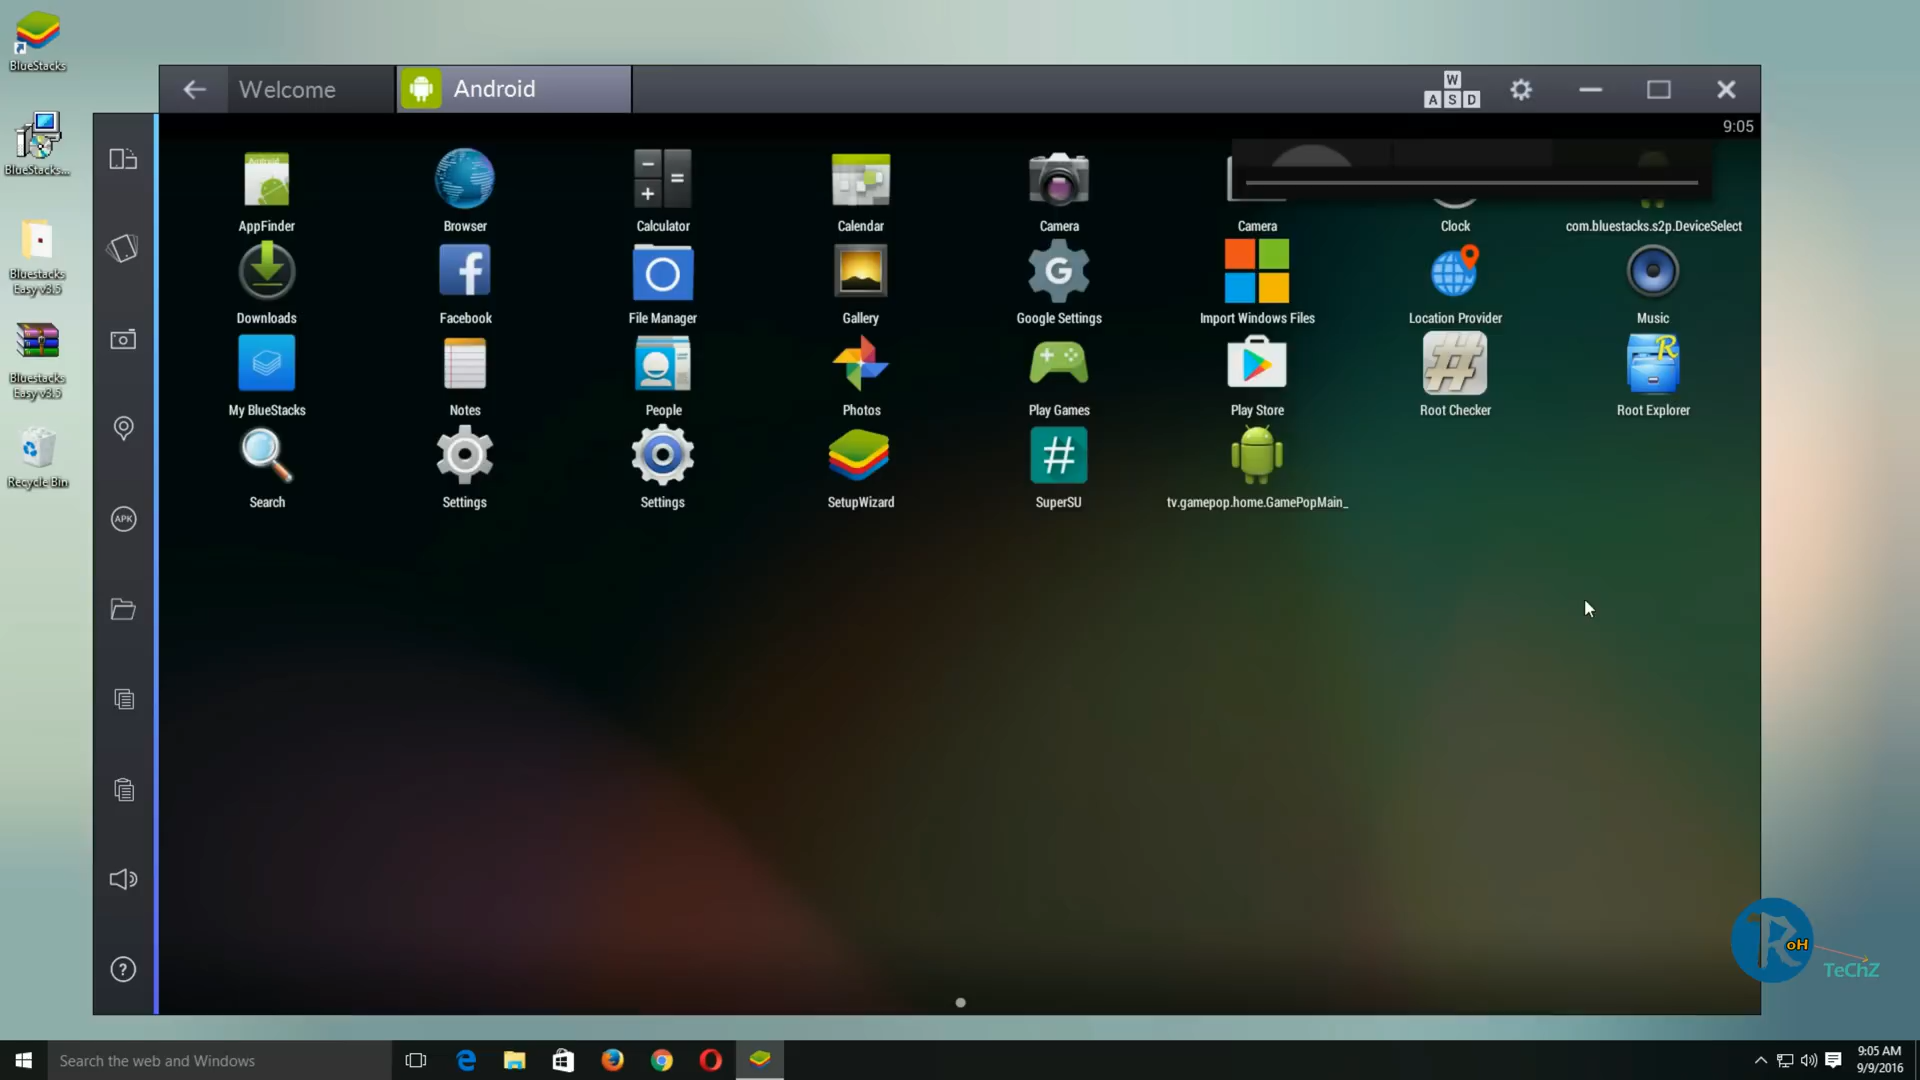 BlueStacks
BlueStacks...
Bluestacks
Easy v3.5
Bluestacks
Easy v3.5
Recycle Bin
Welcome
Android
W
A S D
9:05
APK
?
Android
AppFinder
Browser
Calculator
Calendar
Camera
Camera
Clock
com.bluestacks.s2p.DeviceSelect
Downloads
Facebook
File Manager
Gallery
Google Settings
Import Windows Files
Location Provider
Music
My BlueStacks
Notes
People
Photos
Play Games
Play Store
Root Checker
Root Explorer
Search
Settings
Settings
SetupWizard
SuperSU
tv.gamepop.home.GamePopMain_
RoH
TeChZ
Search the web and Windows
9:05 AM
9/9/2016